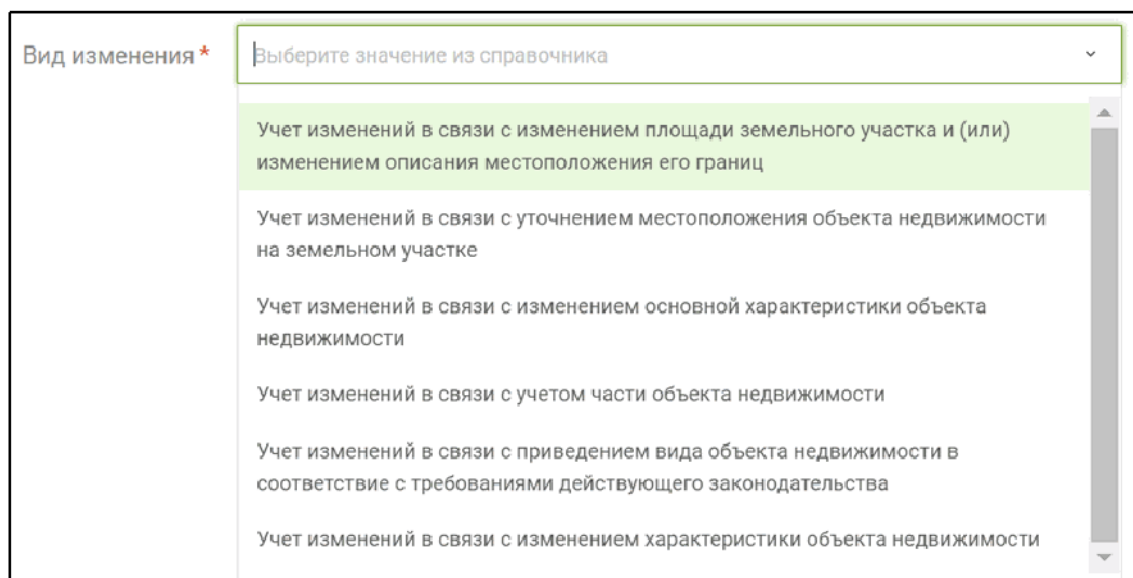 Вид изменения *
Выберите значение из справочника
Учет изменений в связи с изменением площади земельного участка и (или)
изменением описания местоположения его границ
Учет изменений в связи с уточнением местоположения объекта недвижимости
на земельном участке
Учет изменений в связи с изменением основной характеристики объекта
недвижимости
Учет изменений в связи с учетом части объекта недвижимости
Учет изменений в связи с приведением вида объекта недвижимости в
соответствие с требованиями действующего законодательства
Учет изменений в связи с изменением характеристики объекта недвижимости